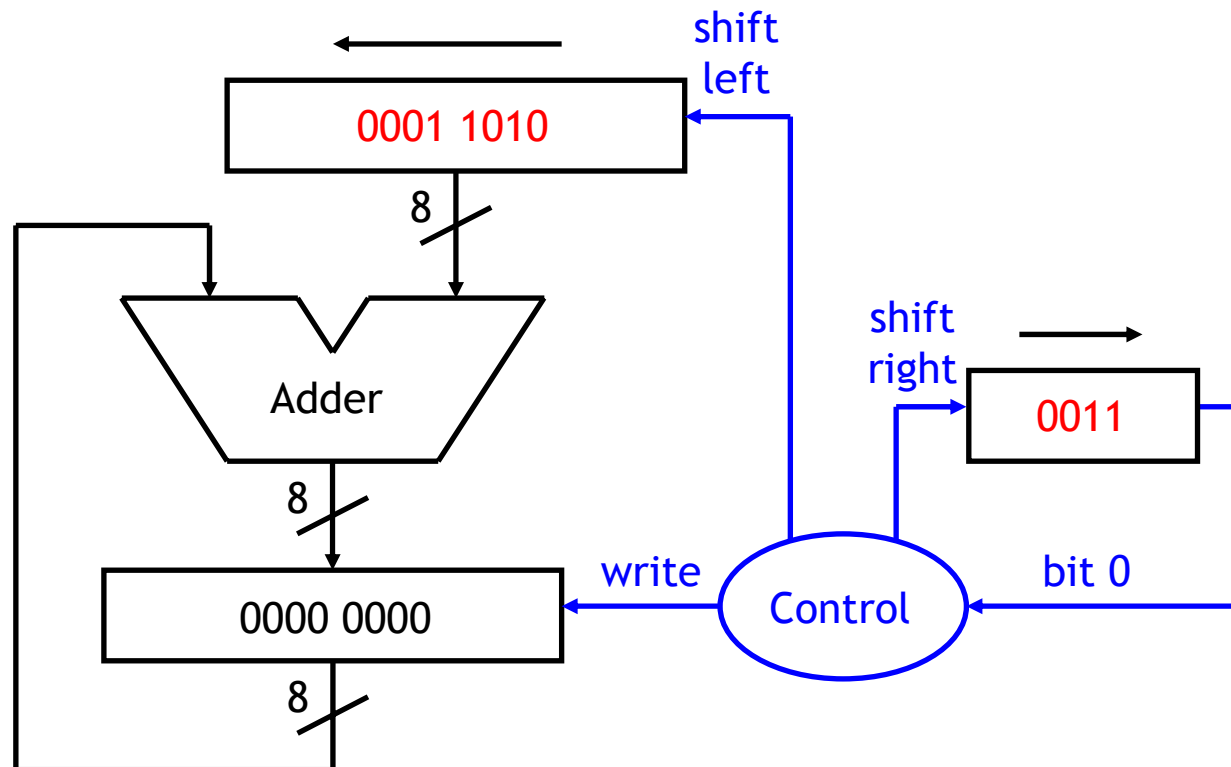 shift
left
0001 1010
8
shift
right
Adder
0011
8
write
bit 0
Control
0000 0000
8